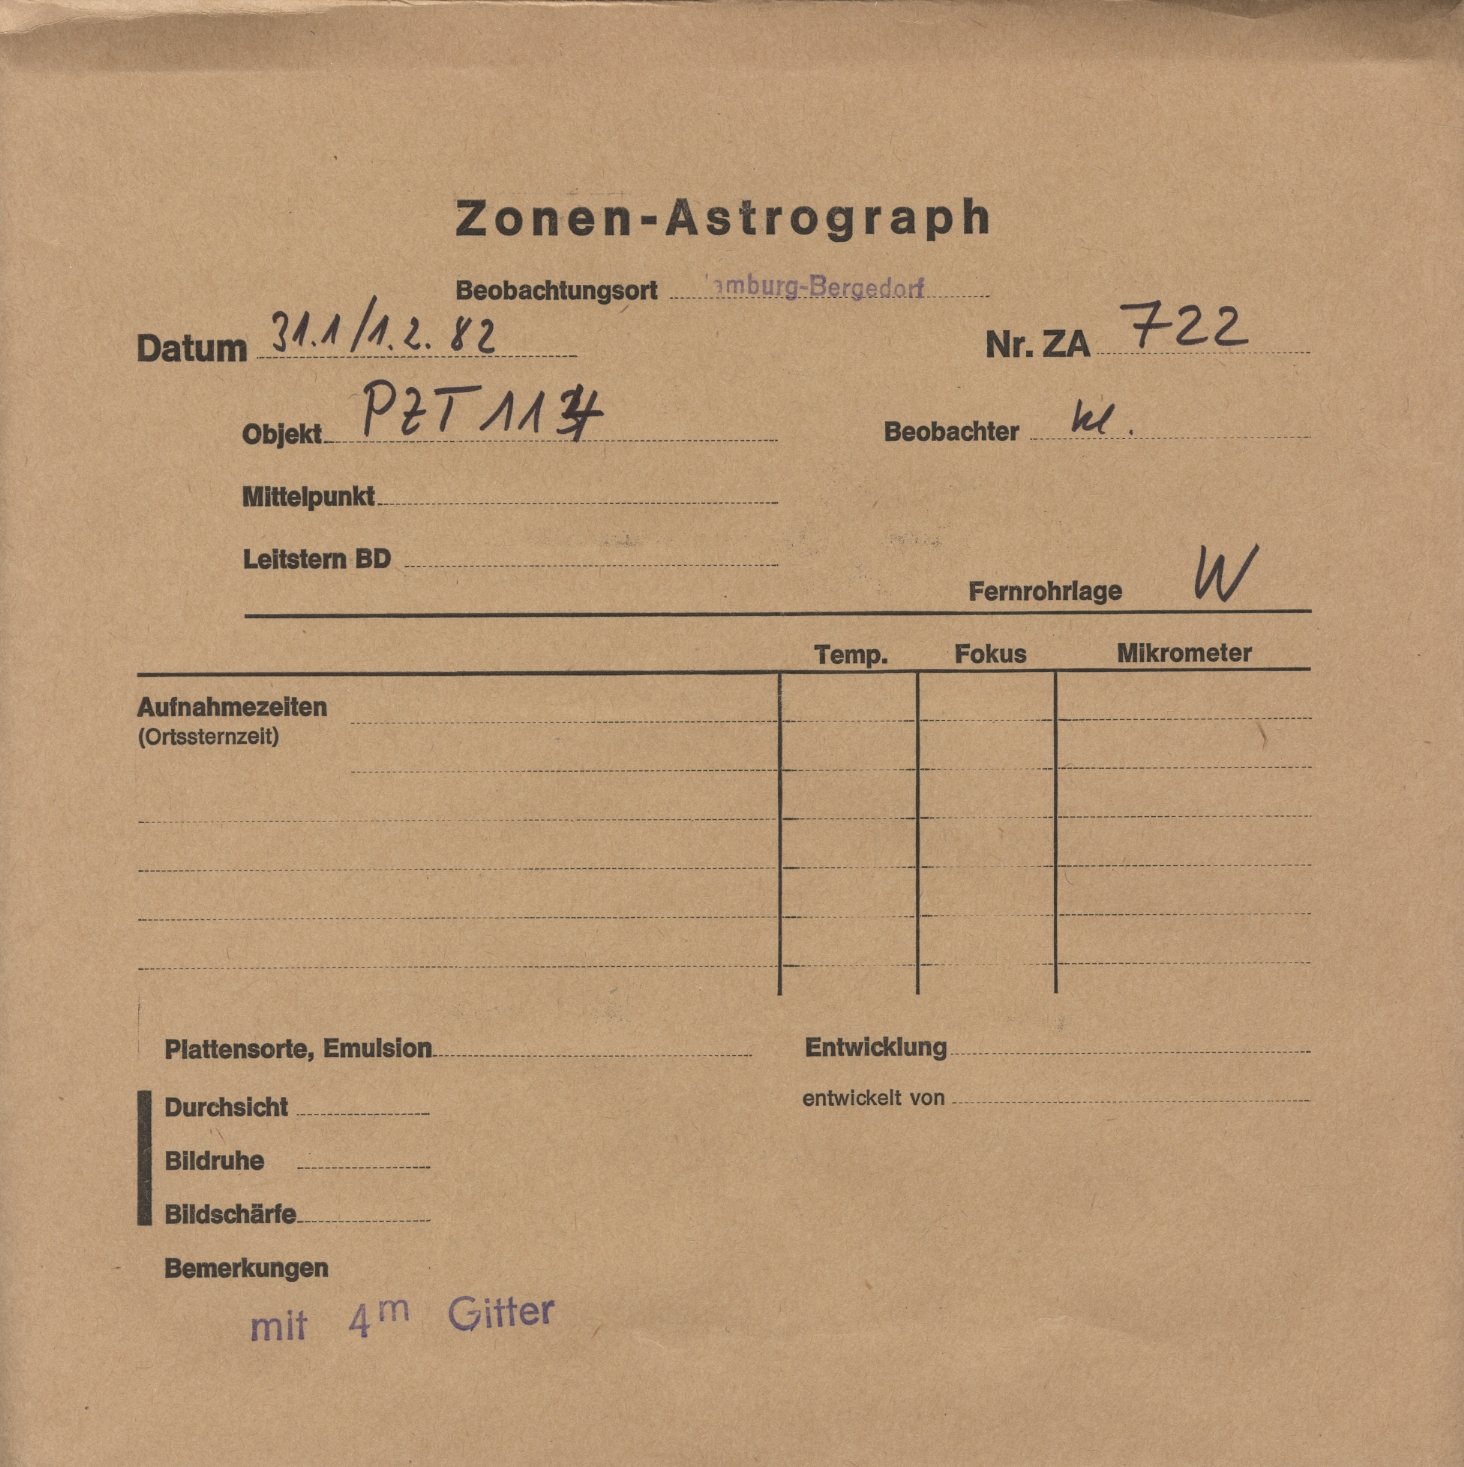 Zonen-Astrograph
Beobachtungsort amburg-Bergedorf
Datum 31.1/1.2.82 Nr. ZA 722
Objekt PZT 114 Beobachter kl.
Mittelpunkt
Leitstern BD
Fernrohrlage W
Temp. Fokus Mikrometer
Aufnahmezeiten
(Ortssternzeit)
Plattensorte, Emulsion Entwicklung
Durchsicht entwickelt von
Bildruhe
Bildschärfe
Bemerkungen
mit 4m Gitter